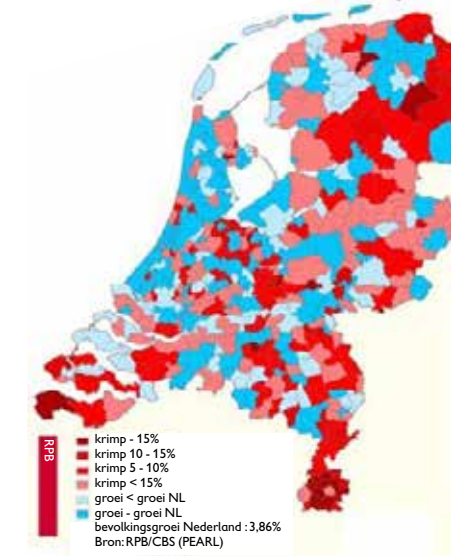 RPB
krimp - 15%
krimp 10 - 15%
krimp 5 - 10%
krimp < 15%
groei < groei NL
groei - groei NL
bevolkingsgroei Nederland : 3,86%
Bron: RPB/CBS (PEARL)